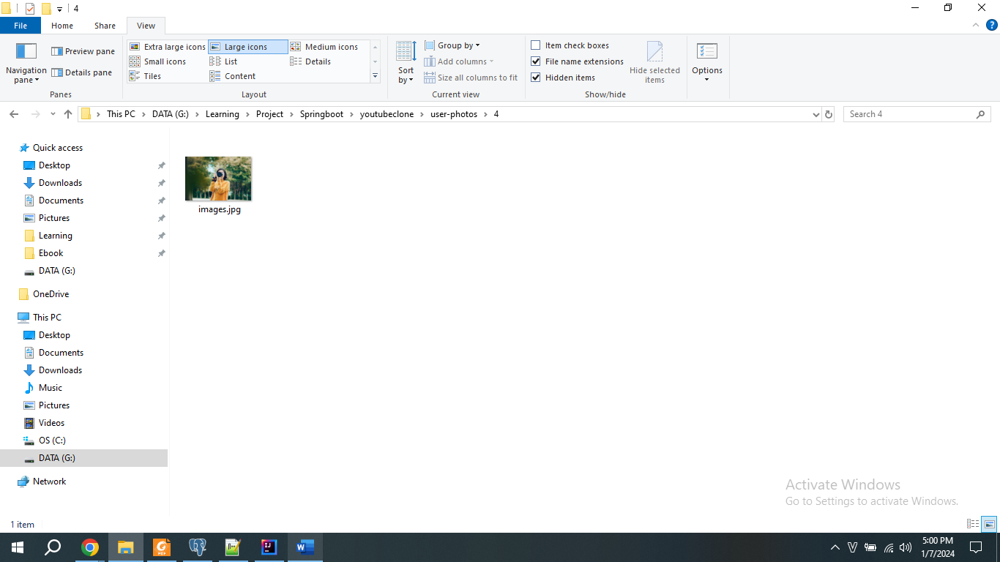 4
File Home Share View
Extra large icons Large icons Medium icons
Preview pane Small icons List Details
Details pane Tiles Content
Navigation pane
Panes Layout
Sort by
Group by
Add columns
Size all columns to fit
Current view
Item check boxes
File name extensions
Hidden items
Hide selected items
Show/hide
Options
This PC DATA (G:) Learning Project Springboot youtubeclone user-photos 4
Search 4
Quick access
Desktop
Downloads
Documents
Pictures
Learning
Ebook
DATA (G:)
OneDrive
This PC
Desktop
Documents
Downloads
Music
Pictures
Videos
OS (C:)
DATA (G:)
Network
images.jpg
Activate Windows
Go to Settings to activate Windows.
1 item
5:00 PM
1/7/2024